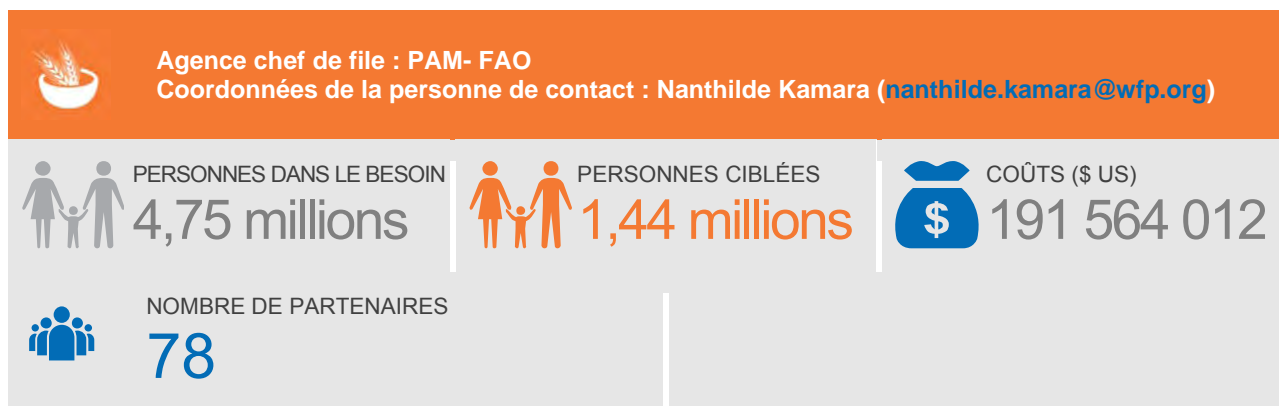 Agence chef de file : PAM- FAO
Coordonnées de la personne de contact : Nanthilde Kamara (nanthilde.kamara@wfp.org)
PERSONNES DANS LE BESOIN
4,75 millions
PERSONNES CIBLÉES
1,44 millions
COÛTS ($ US)
$ 191 564 012
NOMBRE DE PARTENAIRES
78